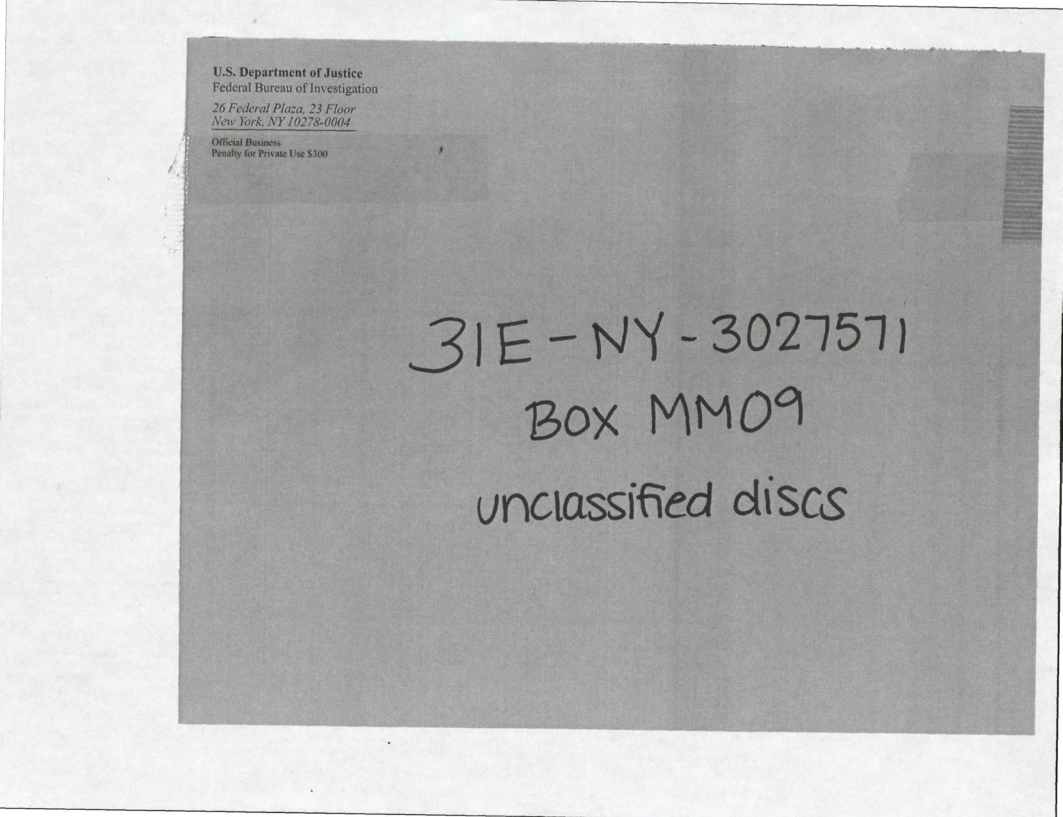 U.S. Department of Justice
Federal Bureau of Investigation
26 Federal Plaza, 23 Floor
New York, NY 10278-0004
Official Business
Penalty for Private Use $300
31E-NY-3027571
Box MM09
unclassified discs